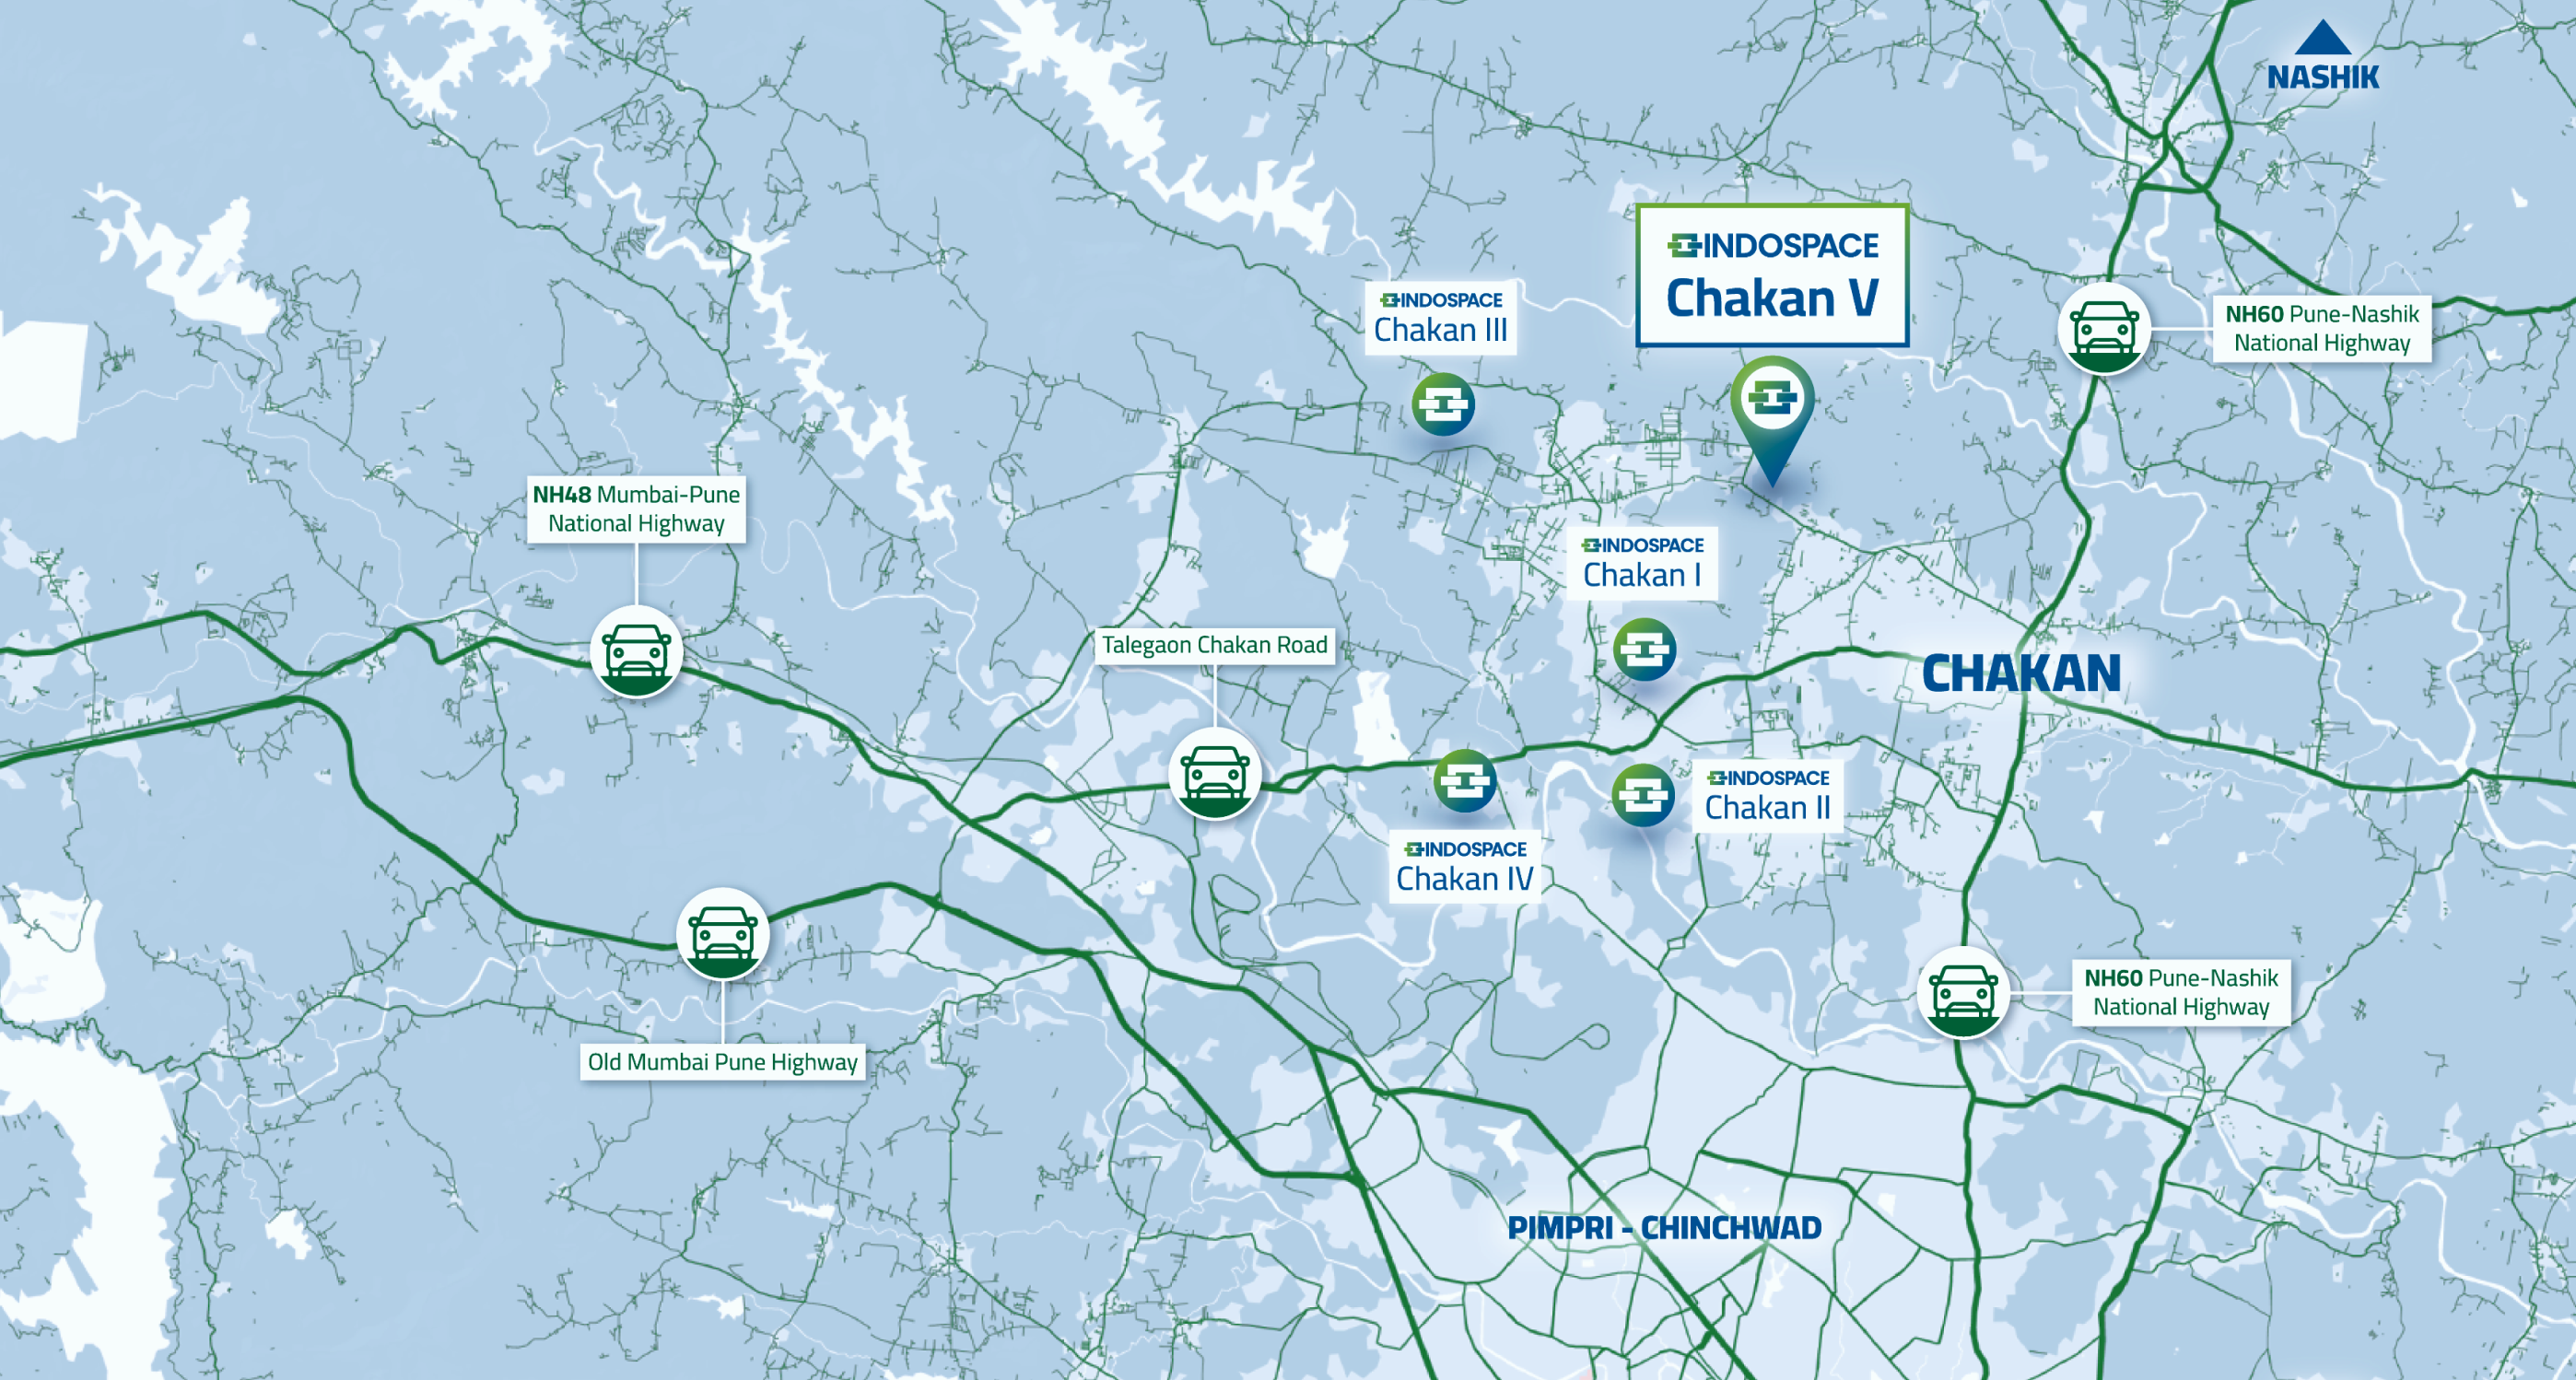 NASHIK
INDOSPACE
Chakan V
INDOSPACE
Chakan III
NH60 Pune-Nashik
National Highway
NH48 Mumbai-Pune
National Highway
INDOSPACE
Chakan I
Talegaon Chakan Road
CHAKAN
INDOSPACE
Chakan II
INDOSPACE
Chakan IV
NH60 Pune-Nashik
National Highway
Old Mumbai Pune Highway
PIMPRI - CHINCHWAD